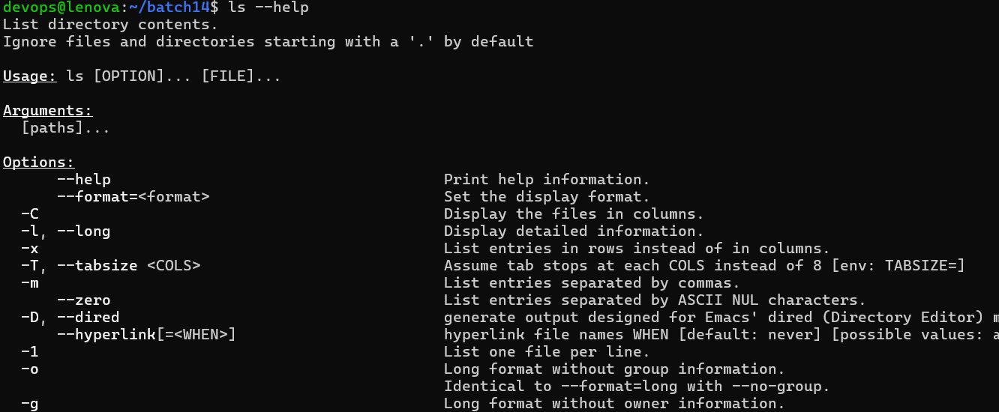 devops@lenova:~/batch14$ ls --help
List directory contents.
Ignore files and directories starting with a '.' by default
Usage: ls [OPTION]... [FILE]...
Arguments:
[paths]...
Options:
--help Print help information.
--format=<format> Set the display format.
-C Display the files in columns.
-l, --long Display detailed information.
-x List entries in rows instead of in columns.
-T, --tabsize <COLS> Assume tab stops at each COLS instead of 8 [env: TABSIZE=]
-m List entries separated by commas.
--zero List entries separated by ASCII NUL characters.
-D, --dired generate output designed for Emacs' dired (Directory Editor) m
--hyperlink[=<WHEN>] hyperlink file names WHEN [default: never] [possible values: a
-1 List one file per line.
-o Long format without group information.
Identical to --format=long with --no-group.
-g Long format without owner information.